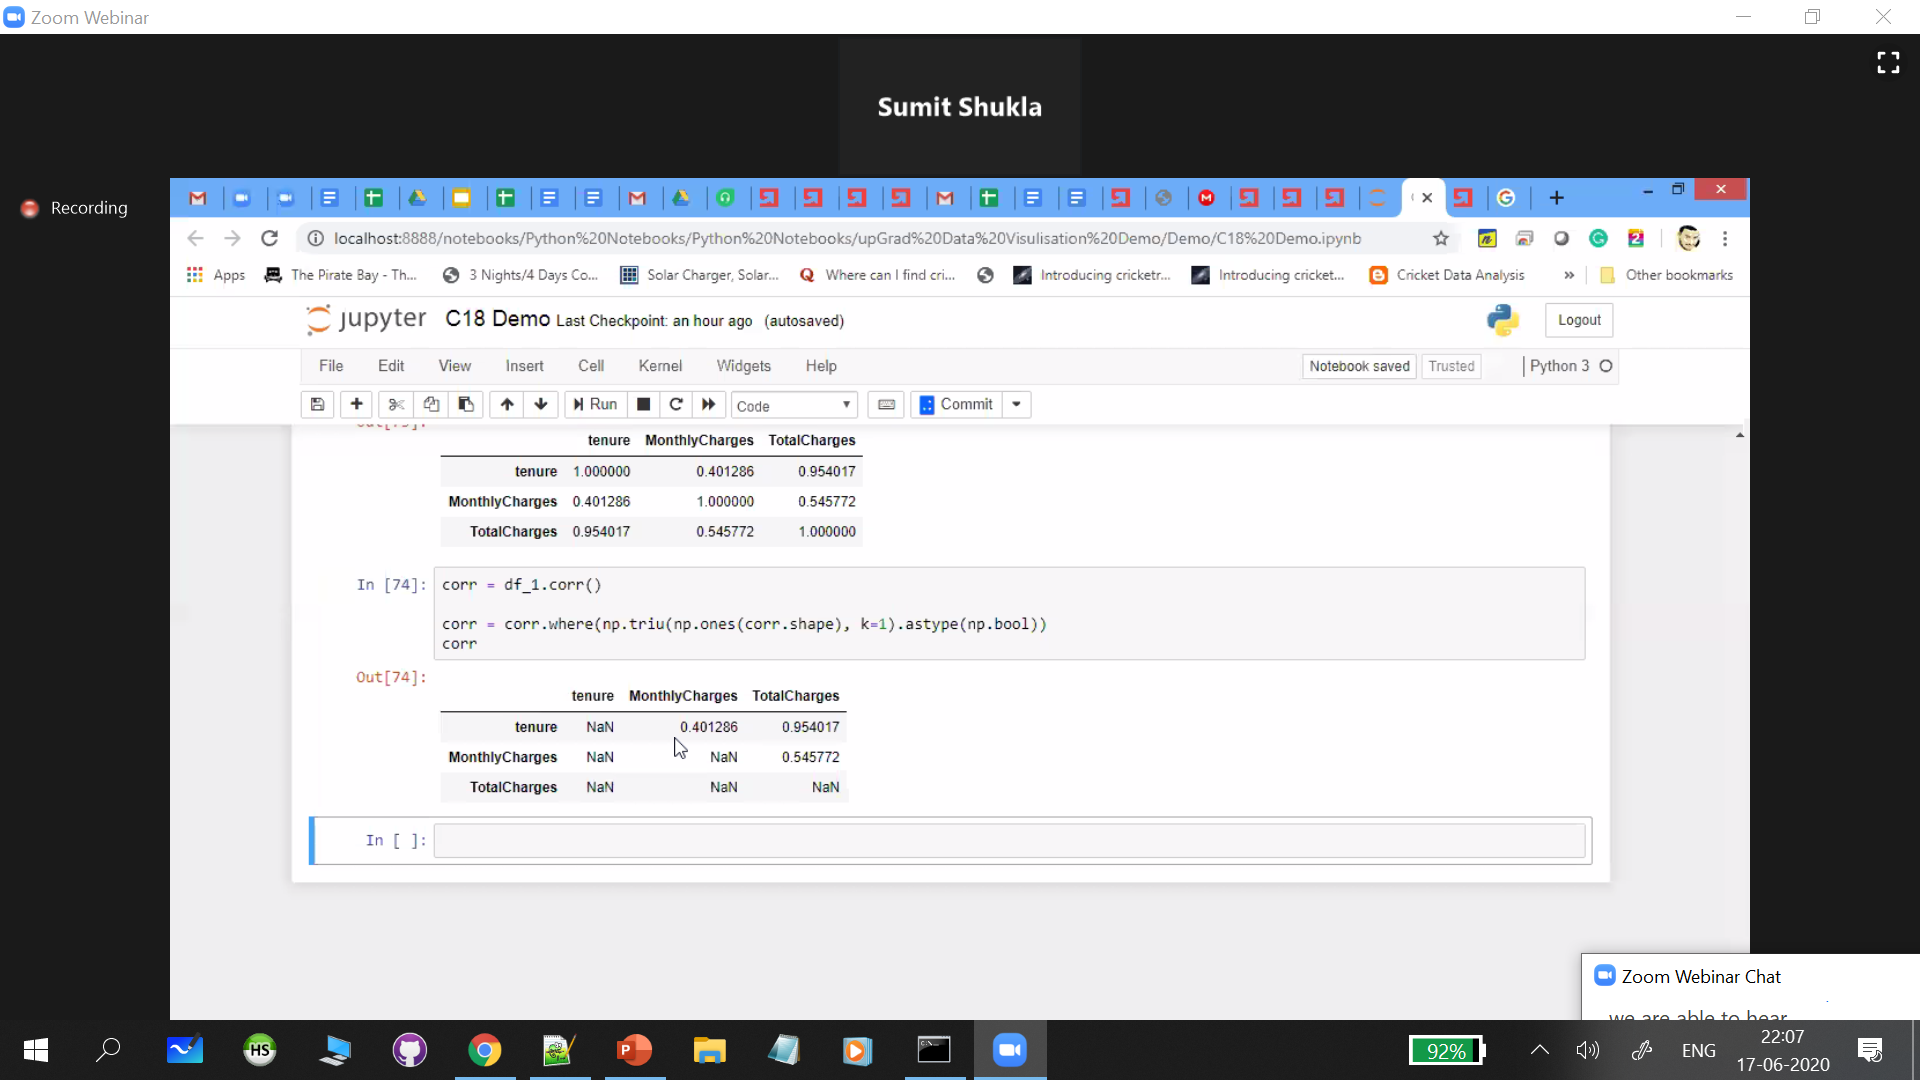 Zoom Webinar
Sumit Shukla
Recording
localhost:8888/notebooks/Python%20Notebooks/Python%20Notebooks/upGrad%20Data%20Visulisation%20Demo/Demo/C18%20Demo.ipynb
Apps The Pirate Bay - Th... 3 Nights/4 Days Co... Solar Charger, Solar... Where can I find cri... Introducing cricketr... Introducing cricket... Cricket Data Analysis » Other bookmarks
jupyter C18 Demo Last Checkpoint: an hour ago (autosaved) Logout
File Edit View Insert Cell Kernel Widgets Help Notebook saved Trusted Python 3
Run Code Commit
tenure MonthlyCharges TotalCharges
tenure 1.000000 0.401286 0.954017
MonthlyCharges 0.401286 1.000000 0.545772
TotalCharges 0.954017 0.545772 1.000000
In [74]: corr = df_1.corr()
corr = corr.where(np.triu(np.ones(corr.shape), k=1).astype(np.bool))
corr
Out[74]:
tenure MonthlyCharges TotalCharges
tenure NaN 0.401286 0.954017
MonthlyCharges NaN NaN 0.545772
TotalCharges NaN NaN NaN
In [ ]:
Zoom Webinar Chat
we are able to hear
HS
92% ENG 22:07
17-06-2020